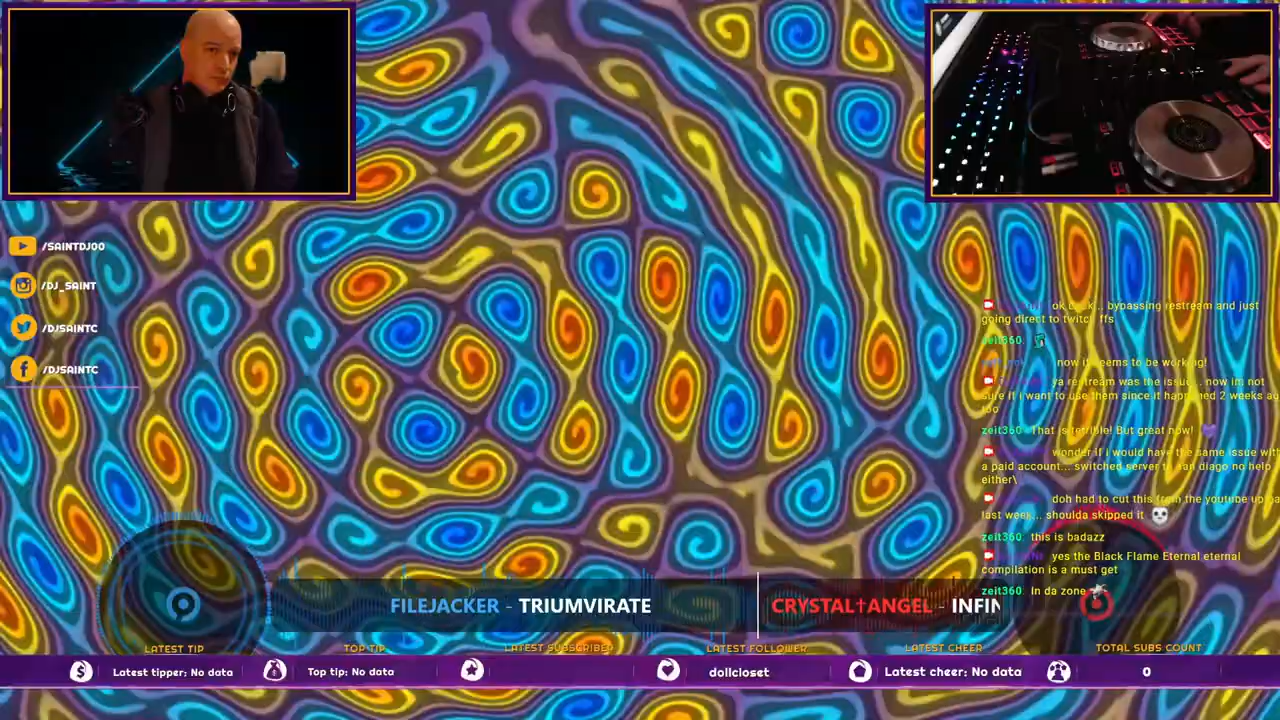 /SAINTDJ00
/DJ_SAINT
/DJSAINTC
/DJSAINTC
ok back... bypassing restream and just
going direct to twitch ffs
zeit360:
now it seems to be working!
ya restream was the issue... now im not
sure if i want to use them since it happened 2 weeks ag
too
zeit360: That is terrible! But great now!
wonder if i would have the same issue with
a paid account... switched server to san diago no help
either\
doh had to cut this from the youtube
last week... shoulda skipped it
zeit360: this is badazz
yes the Black Flame Eternal eternal
compilation is a must get
zeit360: In da zone
FILEJACKER - TRIUMVIRATE
CRYSTAL†ANGEL - INFIN
LATEST TIP
TOP TIP
LATEST SUBSCRIBER
LATEST FOLLOWER
LATEST CHEER
TOTAL SUBS COUNT
Latest tipper: No data
Top tip: No data
dollcloset
Latest cheer: No data
0